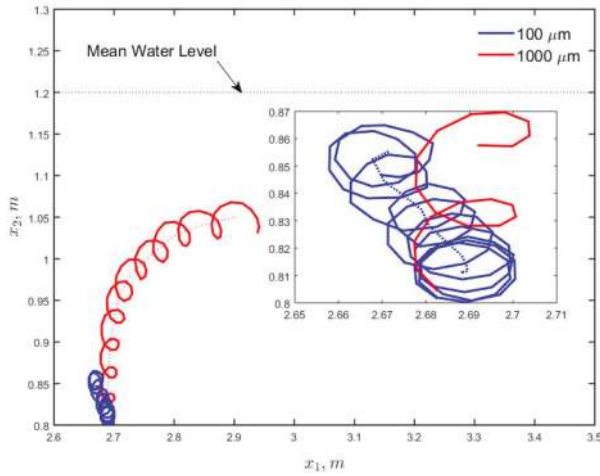 1.3
1.25
1.2
1.15
1.1
1.05
1
0.95
0.9
0.85
0.8
x₂, m
Mean Water Level
100 μm
1000 μm
0.87
0.86
0.85
0.84
0.83
0.82
0.81
0.8
2.65 2.66 2.67 2.68 2.69 2.7 2.71
2.6 2.7 2.8 2.9 3 3.1 3.2 3.3 3.4 3.5
x₁, m